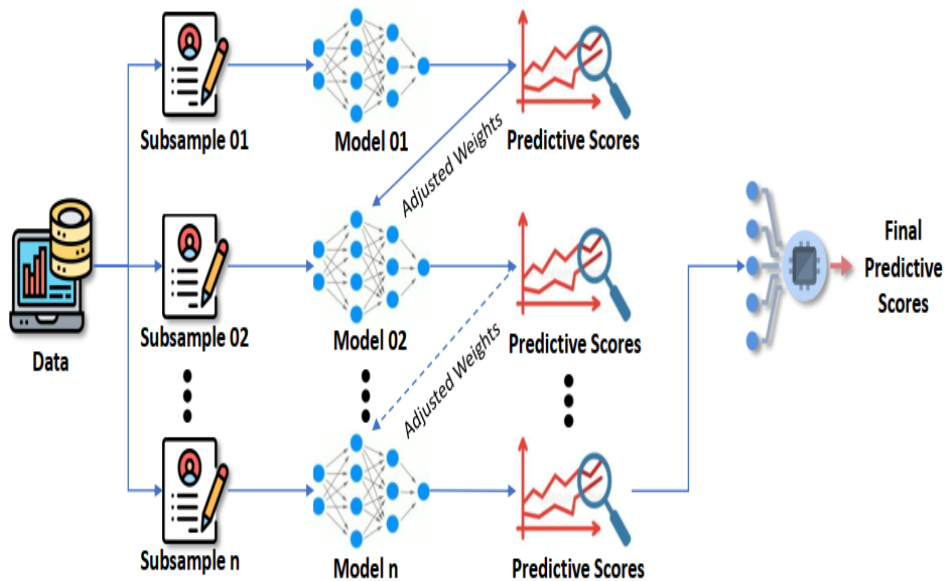 Subsample 01
Model 01
Predictive Scores
Adjusted Weights
Data
Subsample 02
Model 02
Predictive Scores
Final
Predictive
Scores
Adjusted Weights
Subsample n
Model n
Predictive Scores